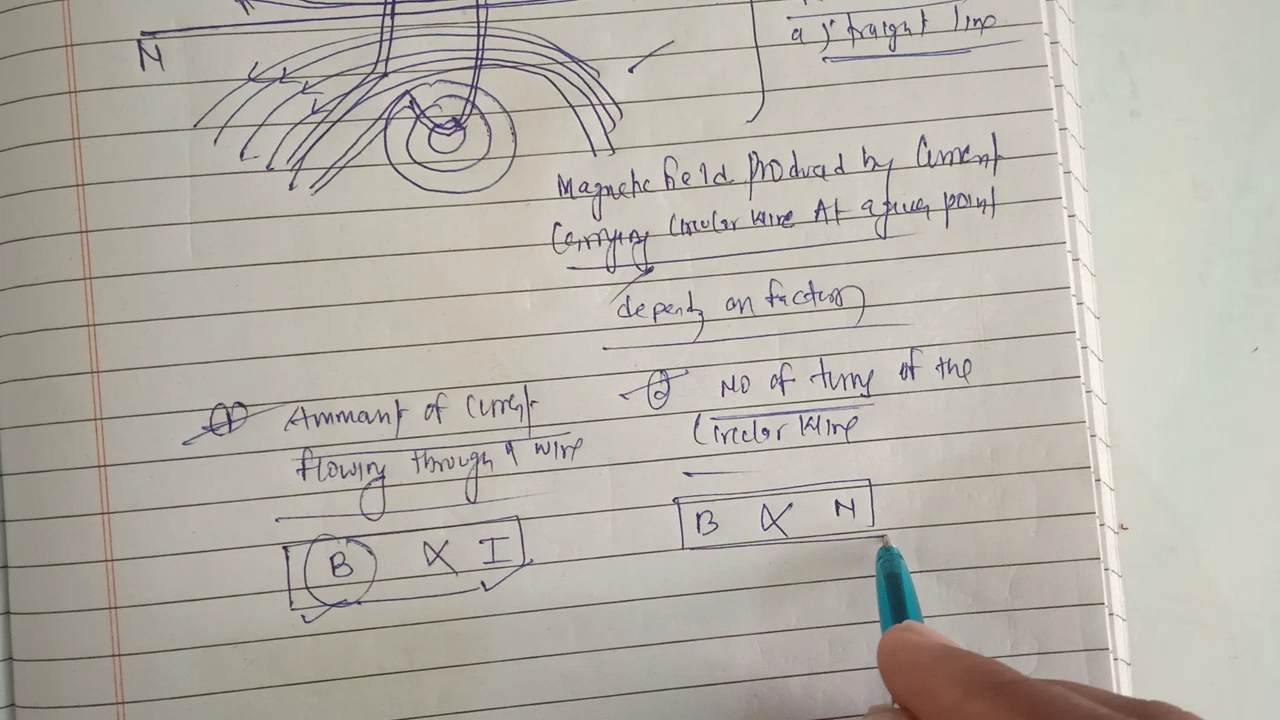 N
a straight line
Magnetic field Produced by Current
Carrying Circular Wire At a given point
depends on factors
① Ammant of Current
flowing through a wire
B ∝ I
② NO of turns of the
Circular Wire
B ∝ N